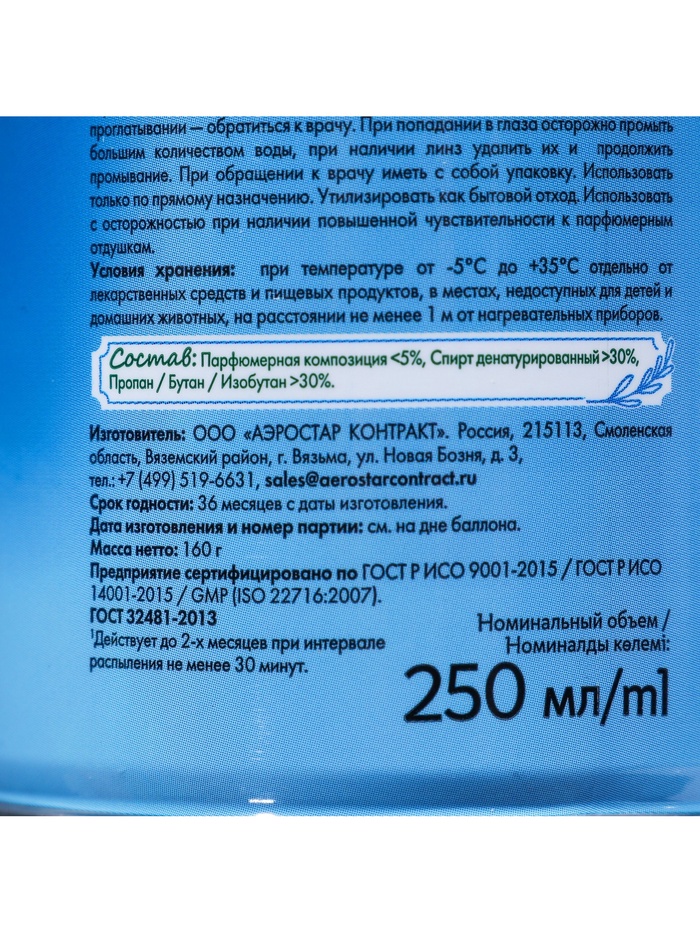 проглатывании — обратиться к врачу. При попадании в глаза осторожно промыть
большим количеством воды, при наличии линз удалить их и продолжить
промывание. При обращении к врачу иметь с собой упаковку. Использовать
только по прямому назначению. Утилизировать как бытовой отход. Использовать
с осторожностью при наличии повышенной чувствительности к парфюмерным
отдушкам.
Условия хранения: при температуре от -5°С до +35°С отдельно от
лекарственных средств и пищевых продуктов, в местах, недоступных для детей и
домашних животных, на расстоянии не менее 1 м от нагревательных приборов.
Состав: Парфюмерная композиция <5%, Спирт денатурированный >30%,
Пропан / Бутан / Изобутан >30%.
Изготовитель: ООО «АЭРОСТАР КОНТРАКТ». Россия, 215113, Смоленская
область, Вяземский район, г. Вязьма, ул. Новая Бозня, д. 3,
тел.: +7 (499) 519-6631, sales@aerostarcontract.ru
Срок годности: 36 месяцев с даты изготовления.
Дата изготовления и номер партии: см. на дне баллона.
Масса нетто: 160 г
Предприятие сертифицировано по ГОСТ Р ИСО 9001-2015 / ГОСТ Р ИСО
14001-2015 / GMP (ISO 22716:2007).
ГОСТ 32481-2013
¹Действует до 2-х месяцев при интервале
распыления не менее 30 минут.
Номинальный объем /
Номиналды көлемі:
250 мл/ml